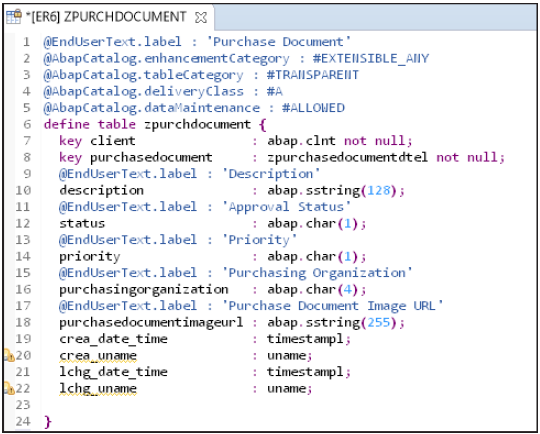 *[ER6] ZPURCHDOCUMENT
1 @EndUserText.label : 'Purchase Document'
2 @AbapCatalog.enhancementCategory : #EXTENSIBLE_ANY
3 @AbapCatalog.tableCategory : #TRANSPARENT
4 @AbapCatalog.deliveryClass : #A
5 @AbapCatalog.dataMaintenance : #ALLOWED
6 define table zpurchdocument {
7 key client : abap.clnt not null;
8 key purchasedocument : zpurchasedocumentdtel not null;
9 @EndUserText.label : 'Description'
10 description : abap.sstring(128);
11 @EndUserText.label : 'Approval Status'
12 status : abap.char(1);
13 @EndUserText.label : 'Priority'
14 priority : abap.char(1);
15 @EndUserText.label : 'Purchasing Organization'
16 purchasingorganization : abap.char(4);
17 @EndUserText.label : 'Purchase Document Image URL'
18 purchasedocumentimageurl : abap.sstring(255);
19 crea_date_time : timestampl;
20 crea_uname : uname;
21 lchg_date_time : timestampl;
22 lchg_uname : uname;
23
24 }